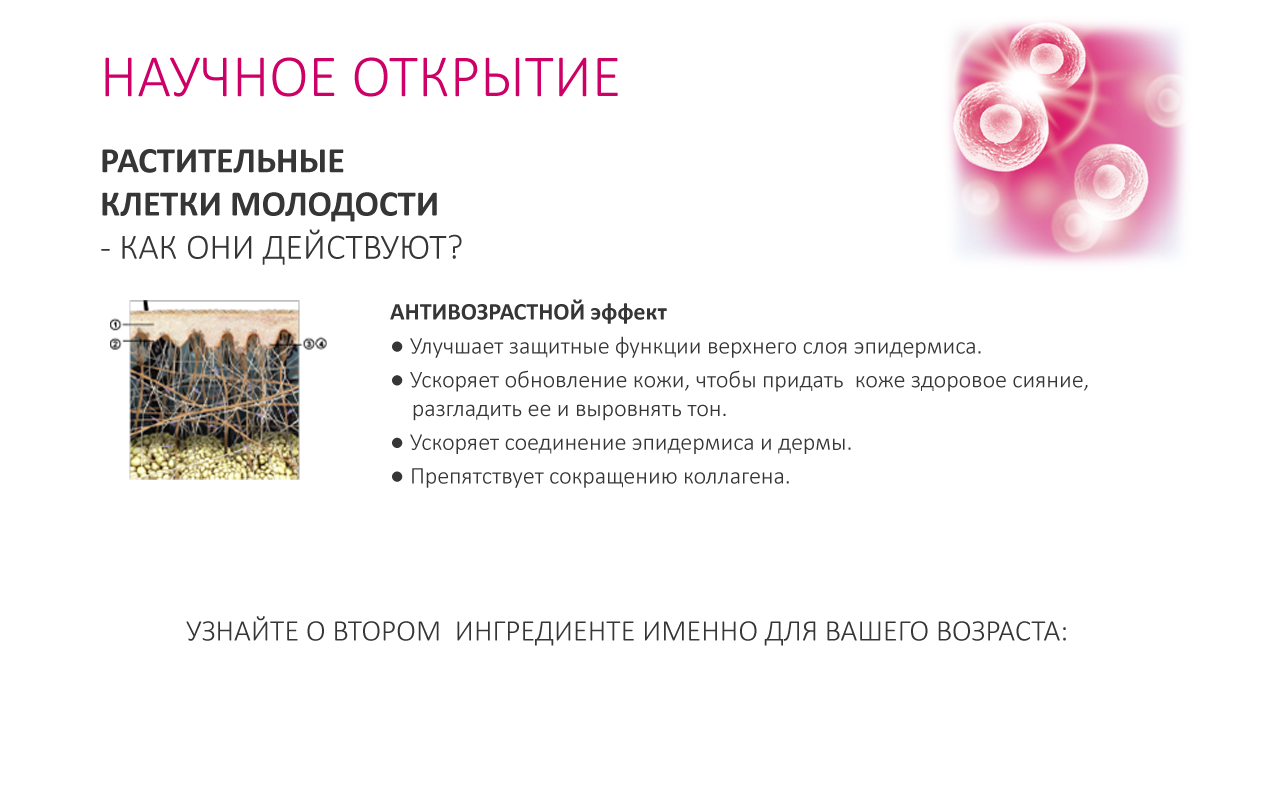 НАУЧНОЕ ОТКРЫТИЕ
РАСТИТЕЛЬНЫЕ
КЛЕТКИ МОЛОДОСТИ
- КАК ОНИ ДЕЙСТВУЮТ?
АНТИВОЗРАСТНОЙ эффект
● Улучшает защитные функции верхнего слоя эпидермиса.
● Ускоряет обновление кожи, чтобы придать  коже здоровое сияние,
разгладить ее и выровнять тон.
● Ускоряет соединение эпидермиса и дермы.
● Препятствует сокращению коллагена.
①
②
③④
УЗНАЙТЕ О ВТОРОМ  ИНГРЕДИЕНТЕ ИМЕННО ДЛЯ ВАШЕГО ВОЗРАСТА: